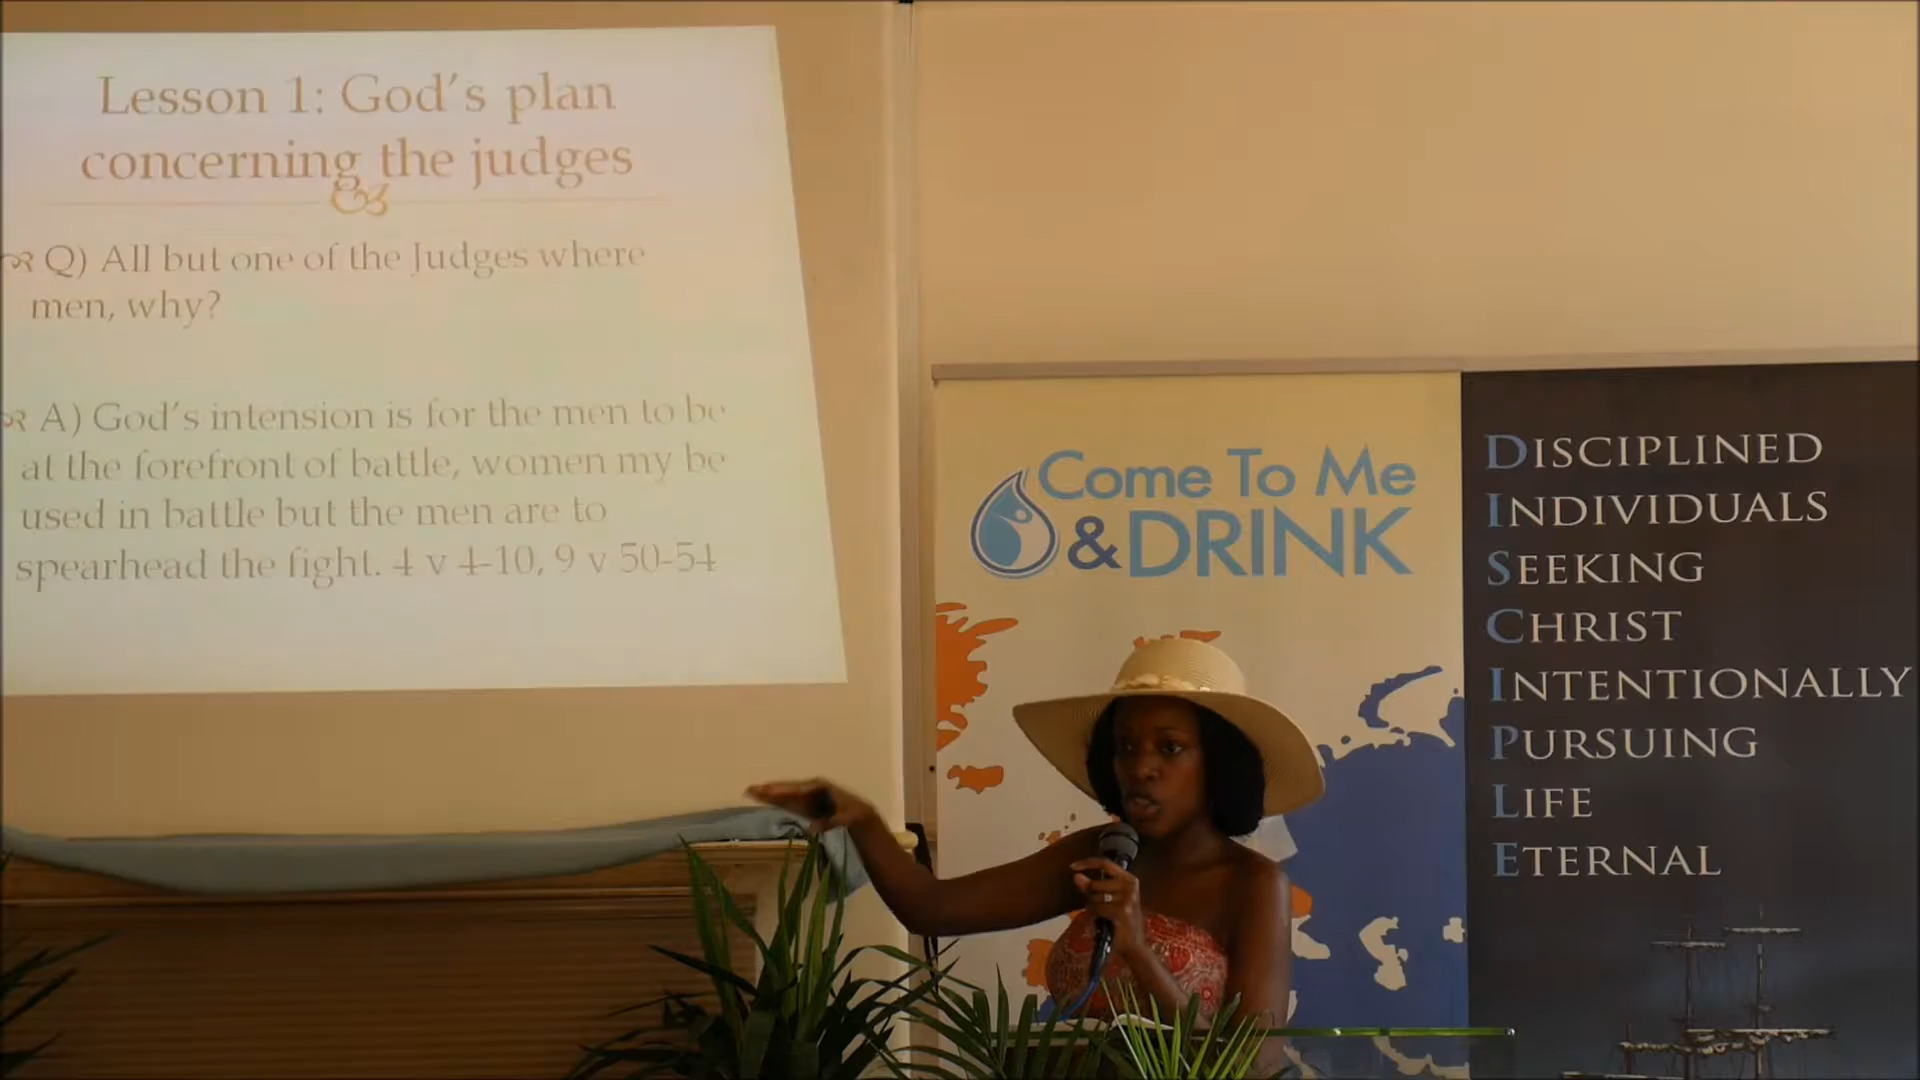 Lesson 1: God's plan
concerning the judges
Q) All but one of the Judges where
men, why?
A) God's intension is for the men to be
at the forefront of battle, women my be
used in battle but the men are to
spearhead the fight. 4 v 4-10, 9 v 50-54
Come To Me
& DRINK
DISCIPLINED
INDIVIDUALS
SEEKING
CHRIST
INTENTIONALLY
PURSUING
LIFE
ETERNAL